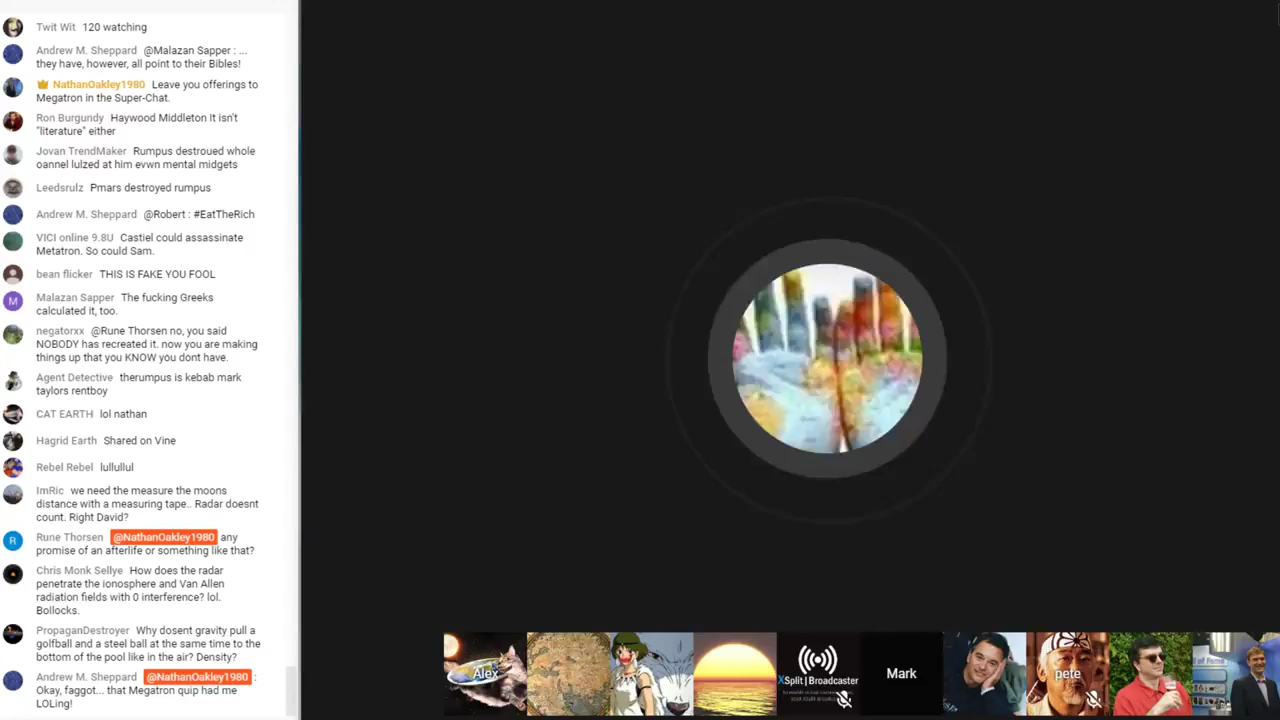 Twit Wit 120 watching
Andrew M. Sheppard @Malazan Sapper : ...
they have, however, all point to their Bibles!
NathanOakley1980 Leave you offerings to
Megatron in the Super-Chat.
Ron Burgundy Haywood Middleton It isn't
"literature" either
Jovan TrendMaker Rumpus destroued whole
oannel lulzed at him evwn mental midgets
Leedsrulz Pmars destroyed rumpus
Andrew M. Sheppard @Robert : #EatTheRich
VICI online 9.8U Castiel could assassinate
Metatron. So could Sam.
bean flicker THIS IS FAKE YOU FOOL
M
Malazan Sapper The fucking Greeks
calculated it, too.
negatorxx @Rune Thorsen no, you said
NOBODY has recreated it. now you are making
things up that you KNOW you dont have.
Agent Detective therumpus is kebab mark
taylors rentboy
CAT EARTH lol nathan
Hagrid Earth Shared on Vine
Rebel Rebel lullullul
ImRic we need the measure the moons
distance with a measuring tape.. Radar doesnt
count. Right David?
R
Rune Thorsen @NathanOakley1980 any
promise of an afterlife or something like that?
Chris Monk Sellye How does the radar
penetrate the ionosphere and Van Allen
radiation fields with 0 interference? lol.
Bollocks.
PropaganDestroyer Why dosent gravity pull a
golfball and a steel ball at the same time to the
bottom of the pool like in the air? Density?
Andrew M. Sheppard @NathanOakley1980 :
Okay, faggot... that Megatron quip had me
LOLing!
Alex
XSplit | Broadcaster
Mark
pete